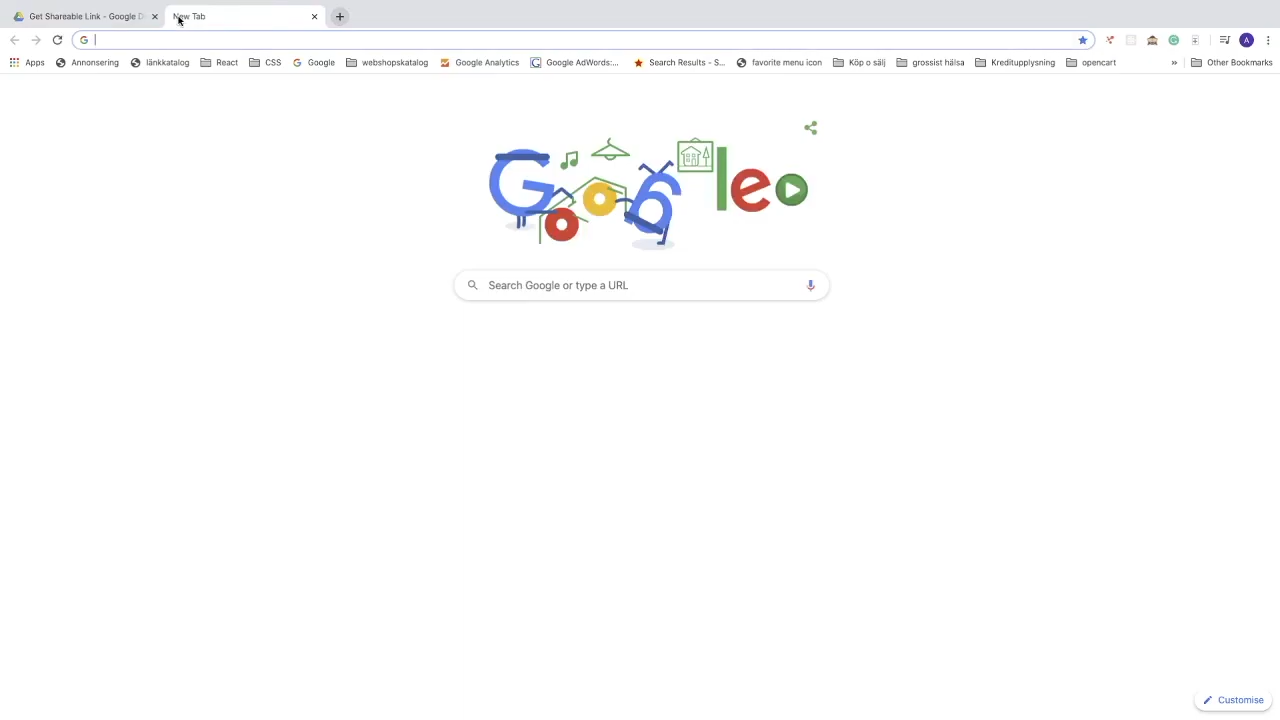 Get Shareable Link - Google D
New Tab
Apps Annonsering länkkatalog React CSS Google webshopskatalog Google Analytics Google AdWords:... Search Results - S... favorite menu icon Köp o sälj grossist hälsa Kreditupplysning opencart » Other Bookmarks
Google
Search Google or type a URL
Customise